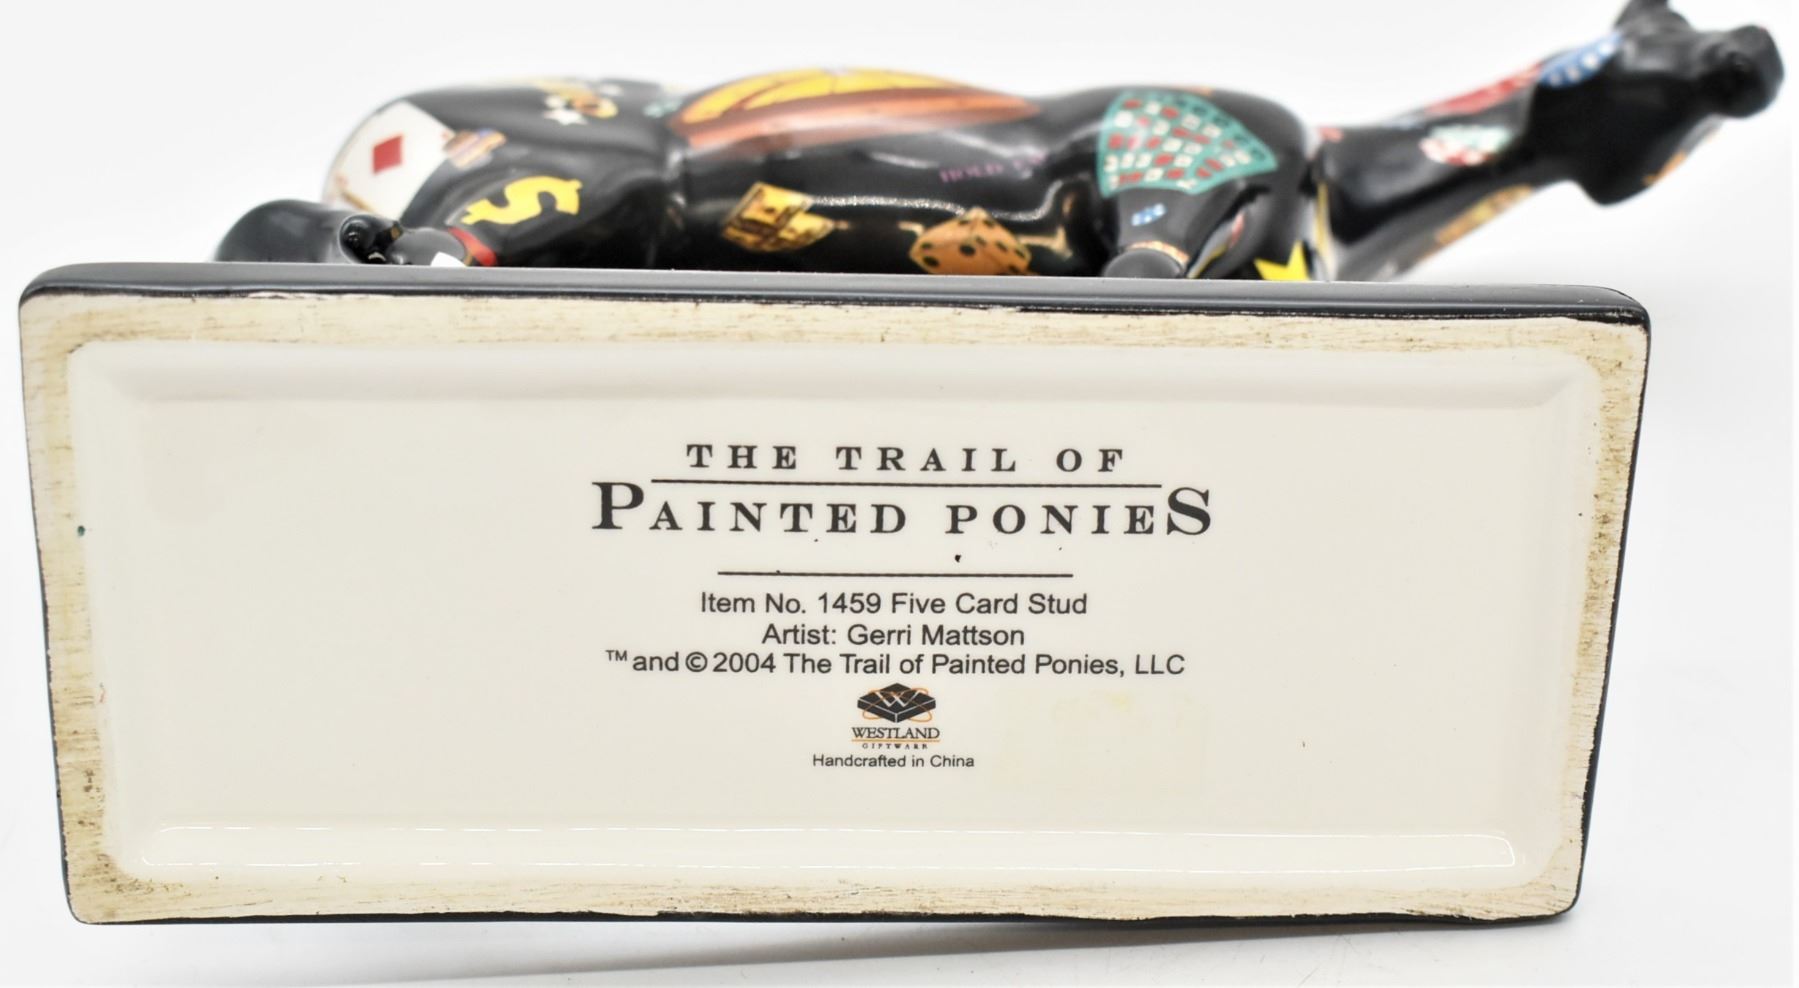 $
HOLD
THE TRAIL OF
PAINTED PONIES
Item No. 1459 Five Card Stud
Artist: Gerri Mattson
™ and © 2004 The Trail of Painted Ponies, LLC
W
WESTLAND
GIFTWARE
Handcrafted in China